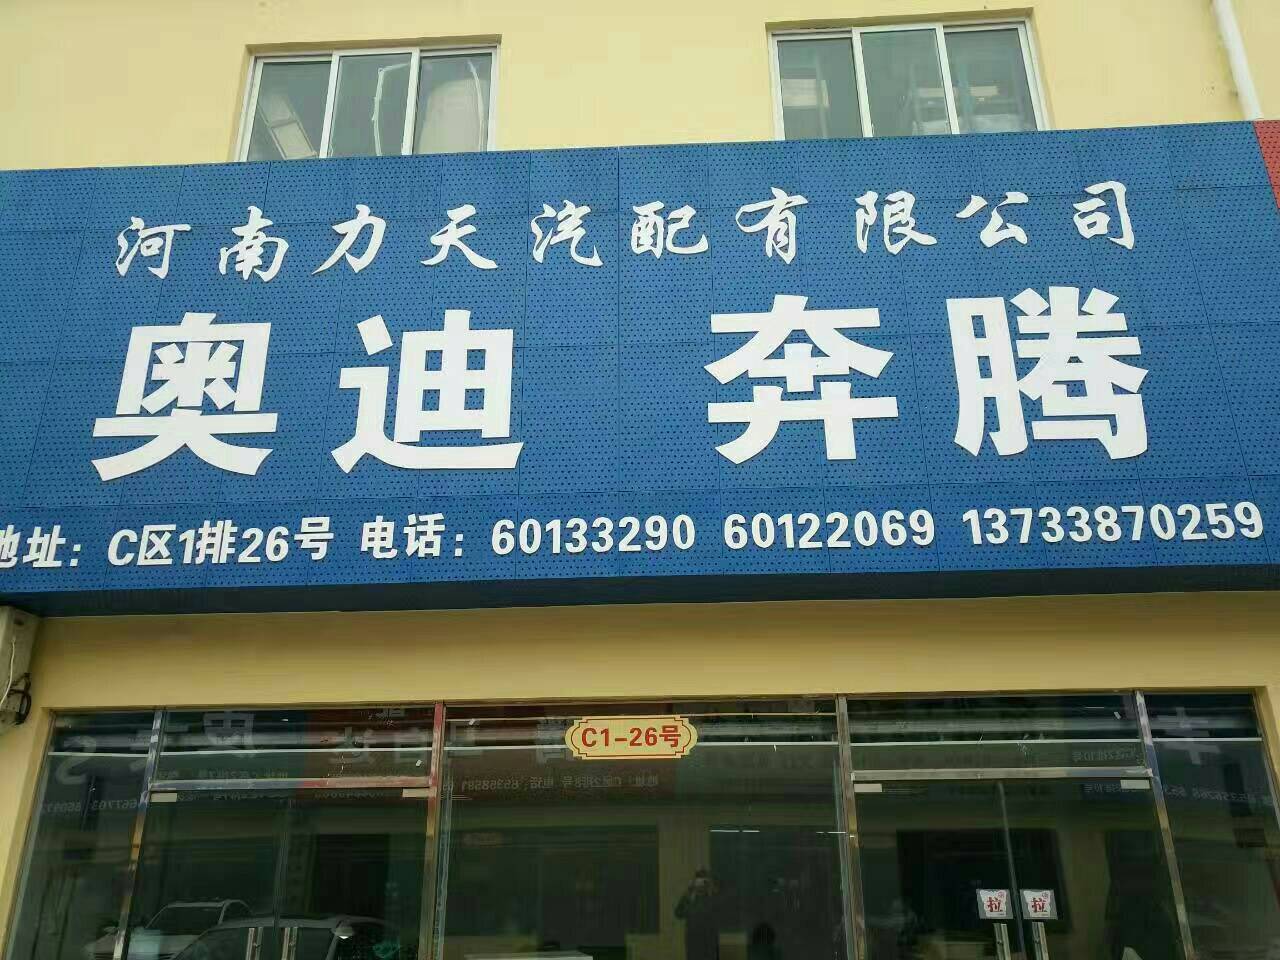 河南力天汽配有限公司
奥迪 奔腾
地址：C区1排26号 电话：60133290 60122069 13733870259
C1-26号
拉 拉